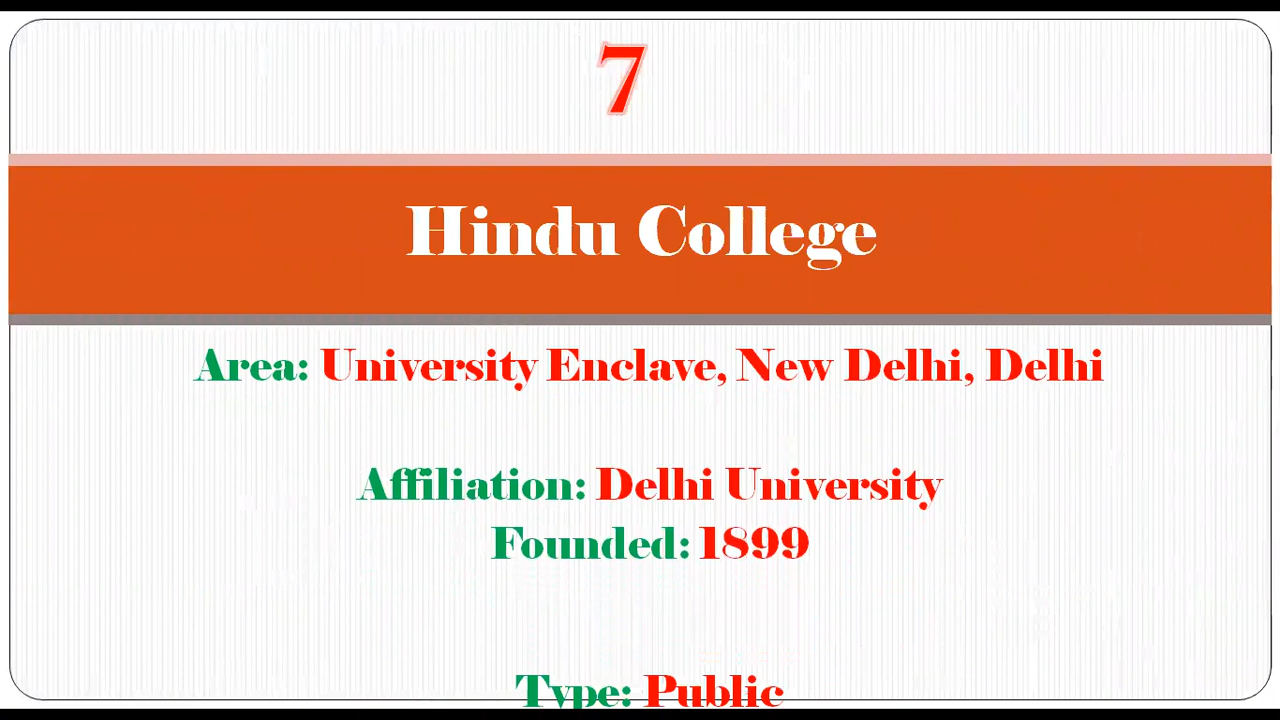 7
Hindu College
Area: University Enclave, New Delhi, Delhi
Affiliation: Delhi University
Founded: 1899
Type: Public